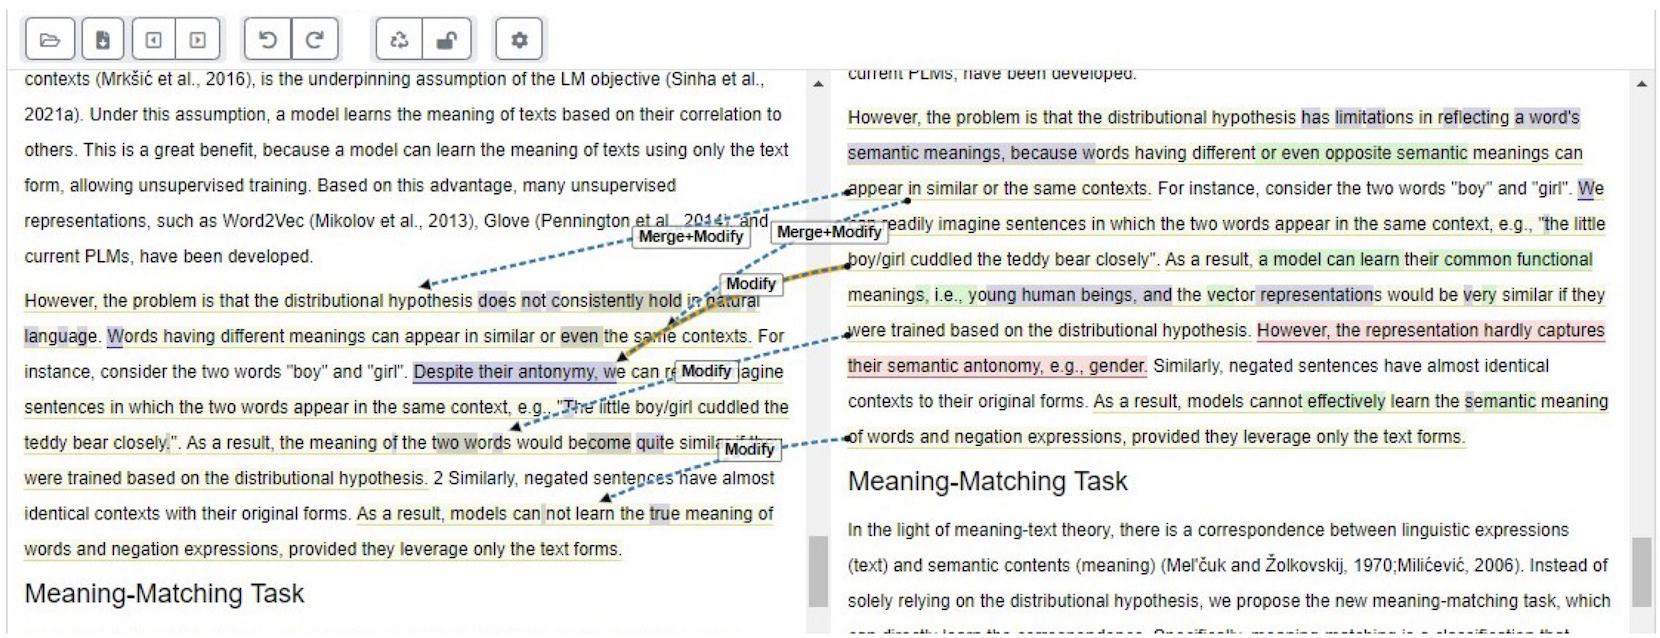 contexts (Mrkšić et al., 2016), is the underpinning assumption of the LM objective (Sinha et al.,
2021a). Under this assumption, a model learns the meaning of texts based on their correlation to
others. This is a great benefit, because a model can learn the meaning of texts using only the text
form, allowing unsupervised training. Based on this advantage, many unsupervised
representations, such as Word2Vec (Mikolov et al., 2013), Glove (Pennington et al., 2014), and
current PLMs, have been developed.
However, the problem is that the distributional hypothesis does not consistently hold in natural
language. Words having different meanings can appear in similar or even the same contexts. For
instance, consider the two words "boy" and "girl". Despite their antonymy, we can imagine
sentences in which the two words appear in the same context, e.g., "The little boy/girl cuddled the
teddy bear closely.". As a result, the meaning of the two words would become quite similar if they
were trained based on the distributional hypothesis. 2 Similarly, negated sentences have almost
identical contexts with their original forms. As a result, models can not learn the true meaning of
words and negation expressions, provided they leverage only the text forms.
Meaning-Matching Task
Merge+Modify
Merge+Modify
Modify
Modify
Modify
current PLMs, have been developed.
However, the problem is that the distributional hypothesis has limitations in reflecting a word's
semantic meanings, because words having different or even opposite semantic meanings can
appear in similar or the same contexts. For instance, consider the two words "boy" and "girl". We
readily imagine sentences in which the two words appear in the same context, e.g., "the little
boy/girl cuddled the teddy bear closely". As a result, a model can learn their common functional
meanings, i.e., young human beings, and the vector representations would be very similar if they
were trained based on the distributional hypothesis. However, the representation hardly captures
their semantic antonomy, e.g., gender. Similarly, negated sentences have almost identical
contexts to their original forms. As a result, models cannot effectively learn the semantic meaning
of words and negation expressions, provided they leverage only the text forms.
Meaning-Matching Task
In the light of meaning-text theory, there is a correspondence between linguistic expressions
(text) and semantic contents (meaning) (Mel'čuk and Žolkovskij, 1970;Milićević, 2006). Instead of
solely relying on the distributional hypothesis, we propose the new meaning-matching task, which